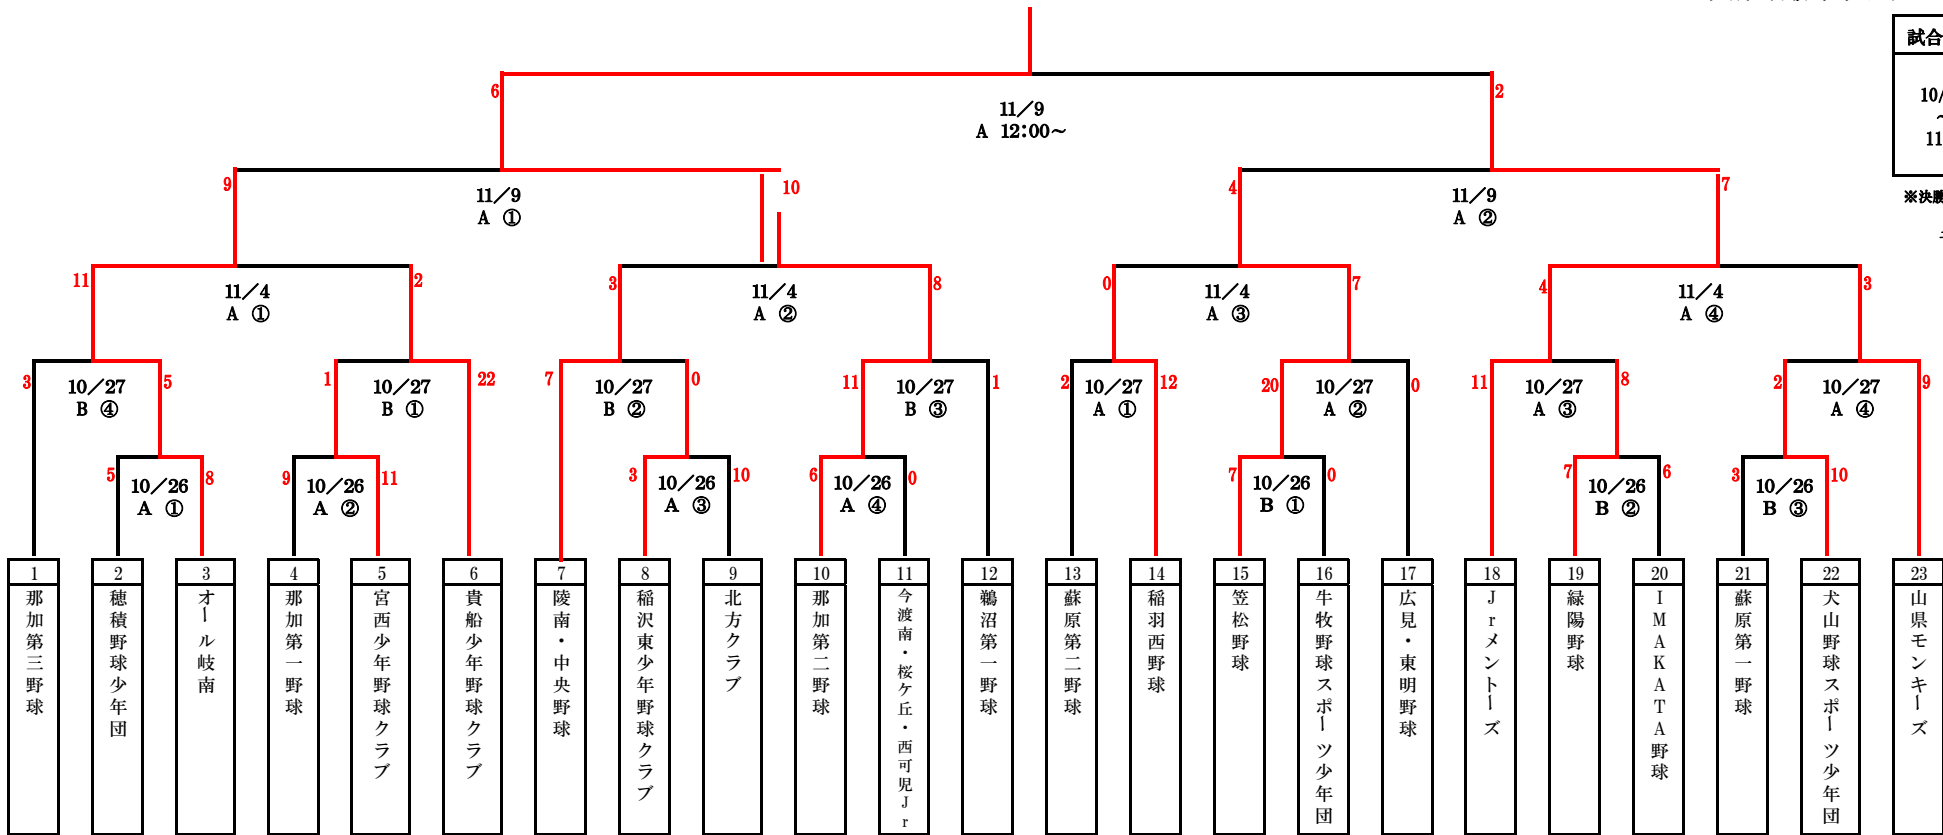 試合
10/
～
11
※決勝
6
2
11／9
A 12:00～
9
10
4
7
11／9
A ①
11／9
A ②
11
2
3
8
0
7
4
3
11／4
A ①
11／4
A ②
11／4
A ③
11／4
A ④
3
5
1
22
7
0
11
1
2
12
20
0
11
8
2
9
10／27
B ④
10／27
B ①
10／27
B ②
10／27
B ③
10／27
A ①
10／27
A ②
10／27
A ③
10／27
A ④
5
8
9
11
3
10
6
0
7
0
7
6
3
10
10／26
A ①
10／26
A ②
10／26
A ③
10／26
A ④
10／26
B ①
10／26
B ②
10／26
B ③
1
那加第三野球
2
穂積野球少年団
3
オール岐南
4
那加第一野球
5
宮西少年野球クラブ
6
貴船少年野球クラブ
7
陵南・中央野球
8
稲沢東少年野球クラブ
9
北方クラブ
10
那加第二野球
11
今渡南・桜ケ丘・西可児Jr
12
鵜沼第一野球
13
蘇原第二野球
14
稲羽西野球
15
笠松野球
16
牛牧野球スポーツ少年団
17
広見・東明野球
18
Jrメントーズ
19
緑陽野球
20
IMAKATA野球
21
蘇原第一野球
22
犬山野球スポーツ少年団
23
山県モンキーズ